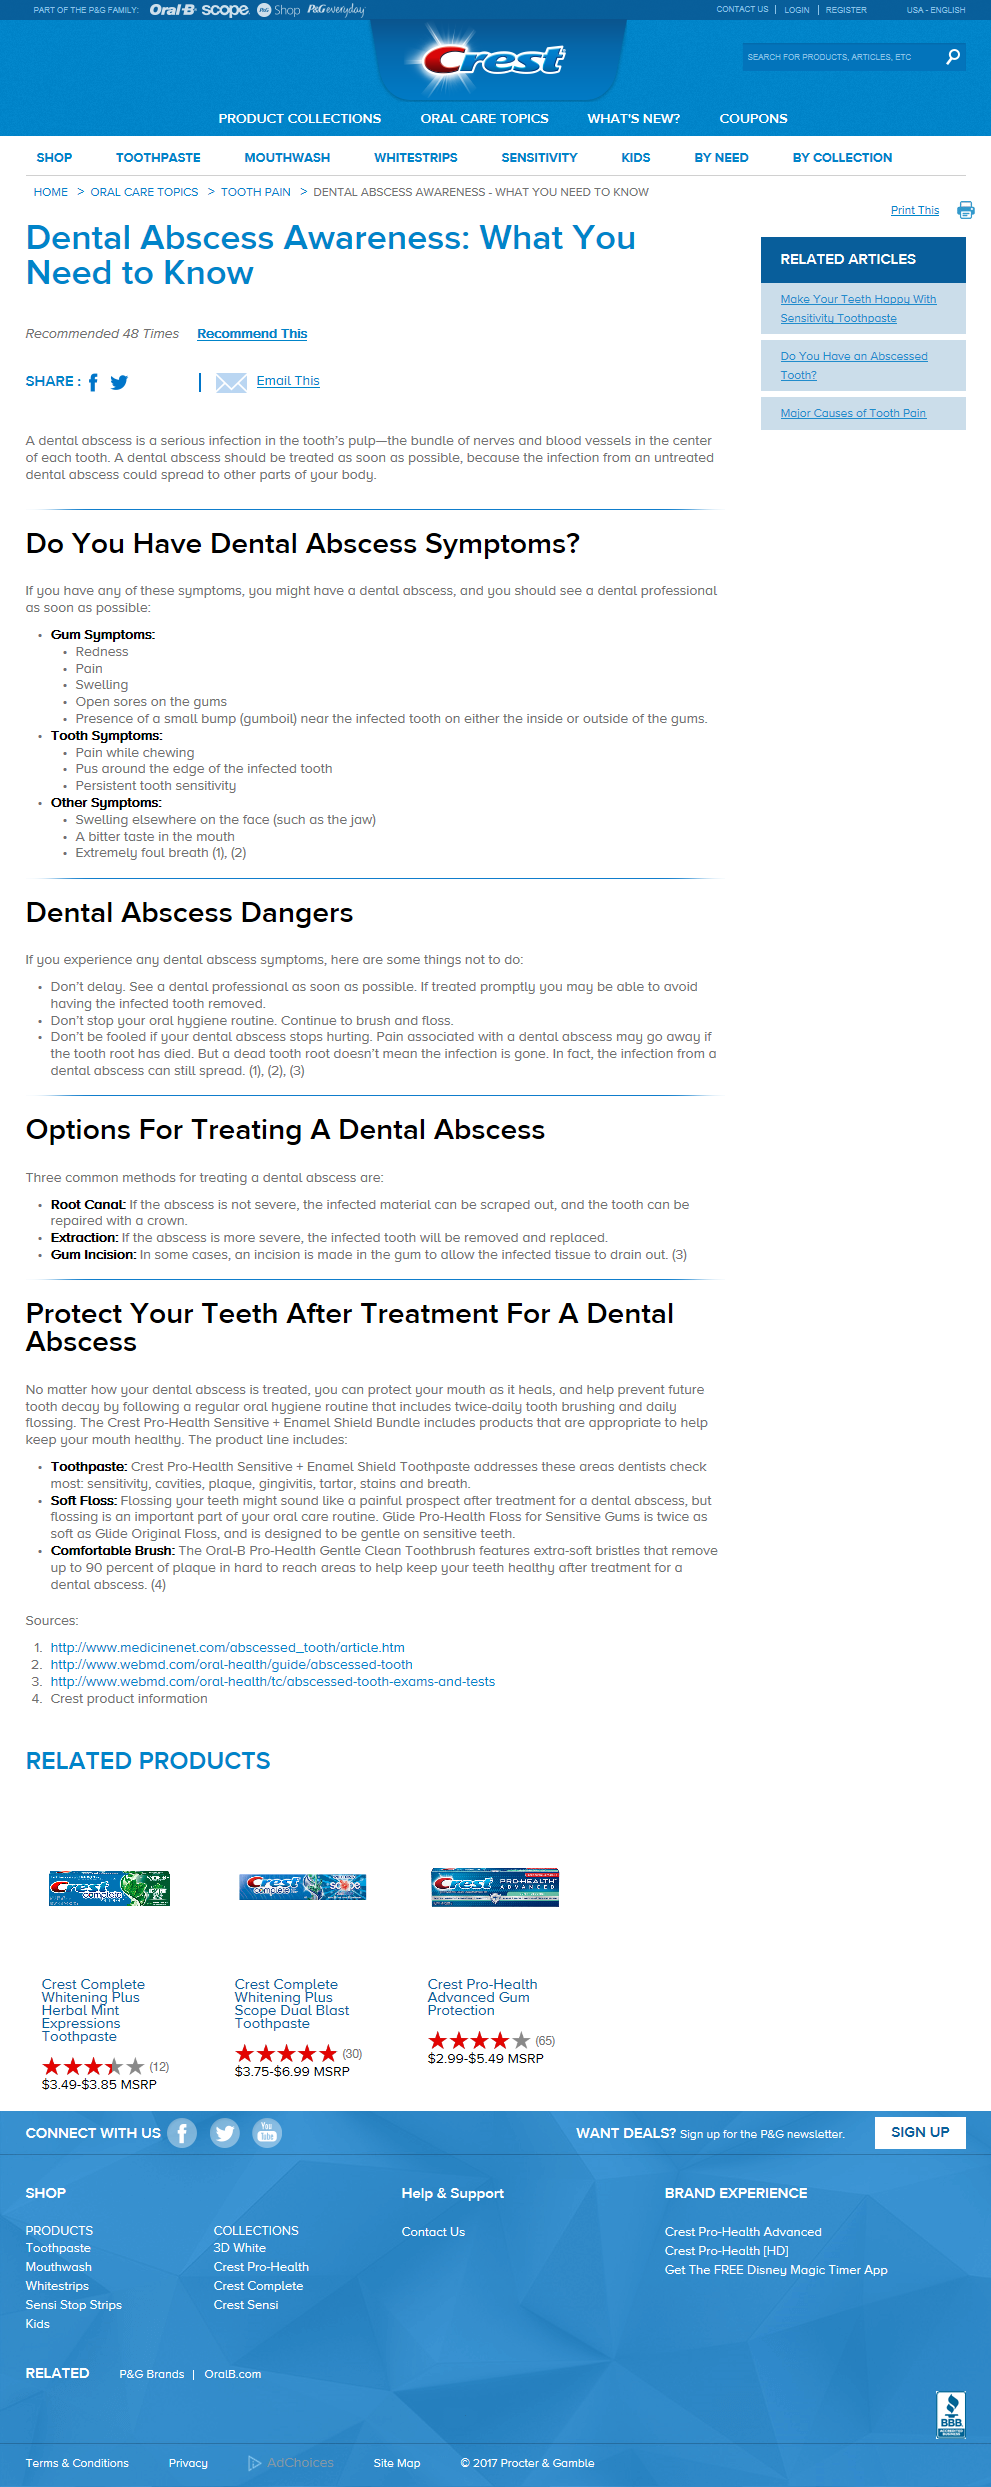 PART OF THE P&G FAMILY: Oral-B scope P&G Shop P&G everyday
CONTACT US | LOGIN | REGISTER USA - ENGLISH
Crest
SEARCH FOR PRODUCTS, ARTICLES, ETC
PRODUCT COLLECTIONS ORAL CARE TOPICS WHAT'S NEW? COUPONS
SHOP TOOTHPASTE MOUTHWASH WHITESTRIPS SENSITIVITY KIDS BY NEED BY COLLECTION
HOME > ORAL CARE TOPICS > TOOTH PAIN > DENTAL ABSCESS AWARENESS - WHAT YOU NEED TO KNOW
Print This
Dental Abscess Awareness: What You
Need to Know
Recommended 48 Times Recommend This
SHARE : | Email This
RELATED ARTICLES
Make Your Teeth Happy With
Sensitivity Toothpaste
Do You Have an Abscessed
Tooth?
Major Causes of Tooth Pain
A dental abscess is a serious infection in the tooth's pulp—the bundle of nerves and blood vessels in the center
of each tooth. A dental abscess should be treated as soon as possible, because the infection from an untreated
dental abscess could spread to other parts of your body.
Do You Have Dental Abscess Symptoms?
If you have any of these symptoms, you might have a dental abscess, and you should see a dental professional
as soon as possible:
• Gum Symptoms:
• Redness
• Pain
• Swelling
• Open sores on the gums
• Presence of a small bump (gumboil) near the infected tooth on either the inside or outside of the gums.
• Tooth Symptoms:
• Pain while chewing
• Pus around the edge of the infected tooth
• Persistent tooth sensitivity
• Other Symptoms:
• Swelling elsewhere on the face (such as the jaw)
• A bitter taste in the mouth
• Extremely foul breath (1), (2)
Dental Abscess Dangers
If you experience any dental abscess symptoms, here are some things not to do:
• Don't delay. See a dental professional as soon as possible. If treated promptly you may be able to avoid
having the infected tooth removed.
• Don't stop your oral hygiene routine. Continue to brush and floss.
• Don't be fooled if your dental abscess stops hurting. Pain associated with a dental abscess may go away if
the tooth root has died. But a dead tooth root doesn't mean the infection is gone. In fact, the infection from a
dental abscess can still spread. (1), (2), (3)
Options For Treating A Dental Abscess
Three common methods for treating a dental abscess are:
• Root Canal: If the abscess is not severe, the infected material can be scraped out, and the tooth can be
repaired with a crown.
• Extraction: If the abscess is more severe, the infected tooth will be removed and replaced.
• Gum Incision: In some cases, an incision is made in the gum to allow the infected tissue to drain out. (3)
Protect Your Teeth After Treatment For A Dental
Abscess
No matter how your dental abscess is treated, you can protect your mouth as it heals, and help prevent future
tooth decay by following a regular oral hygiene routine that includes twice-daily tooth brushing and daily
flossing. The Crest Pro-Health Sensitive + Enamel Shield Bundle includes products that are appropriate to help
keep your mouth healthy. The product line includes:
• Toothpaste: Crest Pro-Health Sensitive + Enamel Shield Toothpaste addresses these areas dentists check
most: sensitivity, cavities, plaque, gingivitis, tartar, stains and breath.
• Soft Floss: Flossing your teeth might sound like a painful prospect after treatment for a dental abscess, but
flossing is an important part of your oral care routine. Glide Pro-Health Floss for Sensitive Gums is twice as
soft as Glide Original Floss, and is designed to be gentle on sensitive teeth.
• Comfortable Brush: The Oral-B Pro-Health Gentle Clean Toothbrush features extra-soft bristles that remove
up to 90 percent of plaque in hard to reach areas to help keep your teeth healthy after treatment for a
dental abscess. (4)
Sources:
1. http://www.medicinenet.com/abscessed_tooth/article.htm
2. http://www.webmd.com/oral-health/guide/abscessed-tooth
3. http://www.webmd.com/oral-health/tc/abscessed-tooth-exams-and-tests
4. Crest product information
RELATED PRODUCTS
Crest complete
Crest complete scope
Crest PRO-HEALTH ADVANCED
Crest Complete
Whitening Plus
Herbal Mint
Expressions
Toothpaste
(12)
$3.49-$3.85 MSRP
Crest Complete
Whitening Plus
Scope Dual Blast
Toothpaste
(30)
$3.75-$6.99 MSRP
Crest Pro-Health
Advanced Gum
Protection
(65)
$2.99-$5.49 MSRP
CONNECT WITH US You Tube WANT DEALS? Sign up for the P&G newsletter. SIGN UP
SHOP
PRODUCTS
Toothpaste
Mouthwash
Whitestrips
Sensi Stop Strips
Kids
COLLECTIONS
3D White
Crest Pro-Health
Crest Complete
Crest Sensi
Help & Support
Contact Us
BRAND EXPERIENCE
Crest Pro-Health Advanced
Crest Pro-Health [HD]
Get The FREE Disney Magic Timer App
RELATED P&G Brands | OralB.com
BBB
ACCREDITED
BUSINESS
Terms & Conditions Privacy AdChoices Site Map © 2017 Procter & Gamble